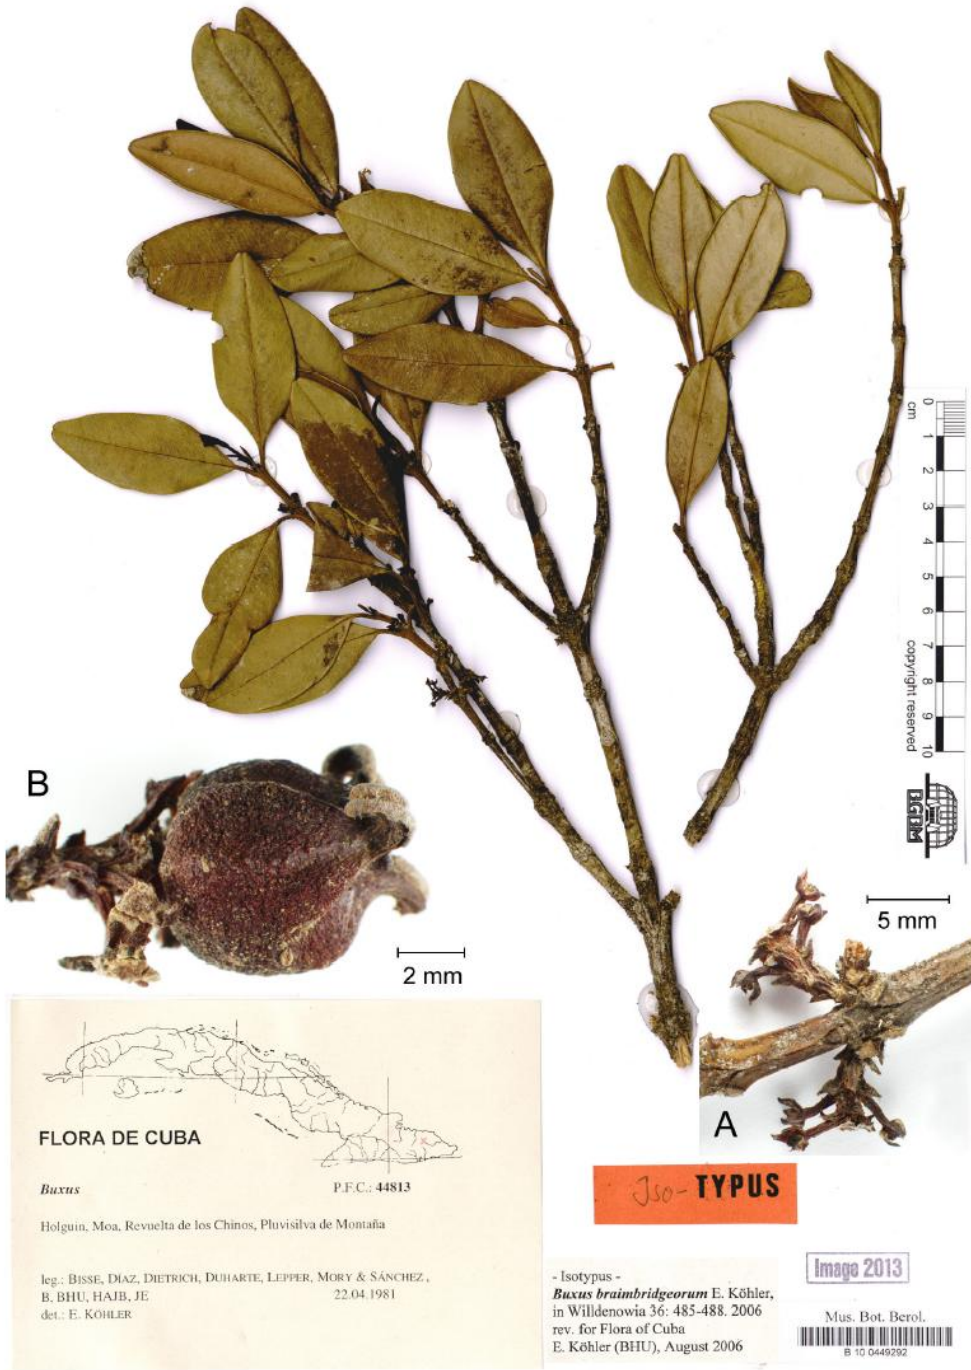 0
cm
1
2
3
4
5
6
7
8
9
10
copyright reserved
BGBM
B
2 mm
5 mm
A
FLORA DE CUBA
Buxus P.F.C.: 44813
Holguin, Moa, Revuelta de los Chinos, Pluvisilva de Montaña
leg.: BISSE, DÍAZ, DIETRICH, DUHARTE, LEPPER, MORY & SÁNCHEZ ,
B, BHU, HAJB, JE 22.04.1981
det.: E. KÖHLER
Iso- TYPUS
- Isotypus -
Buxus braimbridgeorum E. Köhler,
in Willdenowia 36: 485-488. 2006
rev. for Flora of Cuba
E. Köhler (BHU), August 2006
Image 2013
Mus. Bot. Berol.
B 10 0449292